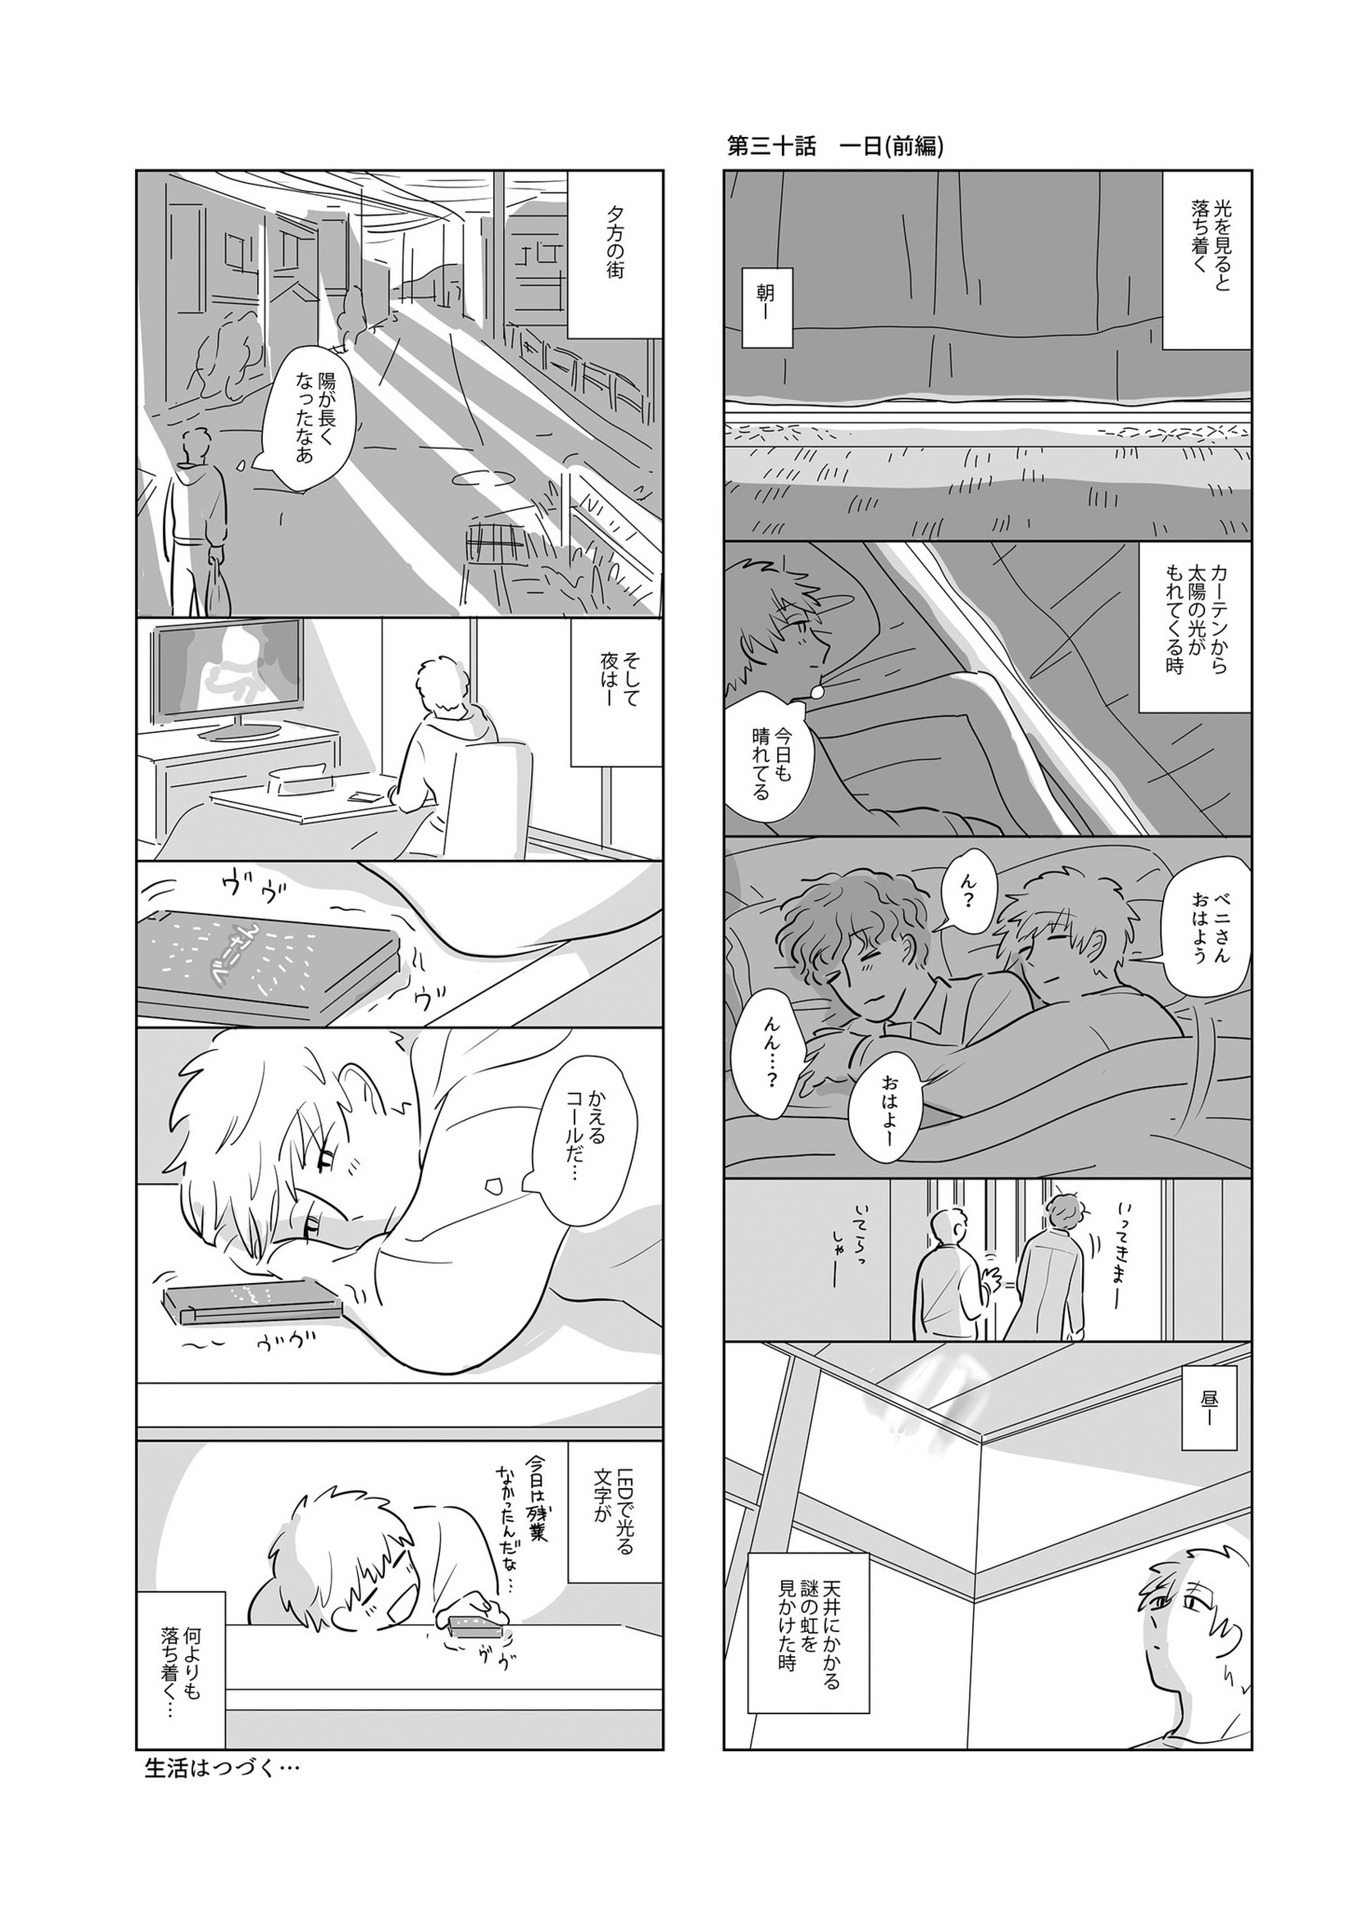 第三十話　一日(前編)
光を見ると
落ち着く
朝ー
カーテンから
太陽の光が
もれてくる時
今日も
晴れてる
ベニさん
おはよう
ん?
んん…?
おはよー
いってきまー
いてらっ
しゃー
昼ー
天井にかかる
謎の虹を
見かけた時
夕方の街
陽が長く
なったなあ
そして
夜はー
ヴヴ
ヴ
かえる
コールだ…
ヴヴ
LEDで光る
文字が
今日は残業
なかったんだな…
ヴヴ
何よりも
落ち着く…
生活はつづく…